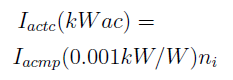 I_{actc}(kWac) =
I_{acmp}(0.001kW/W)n_i